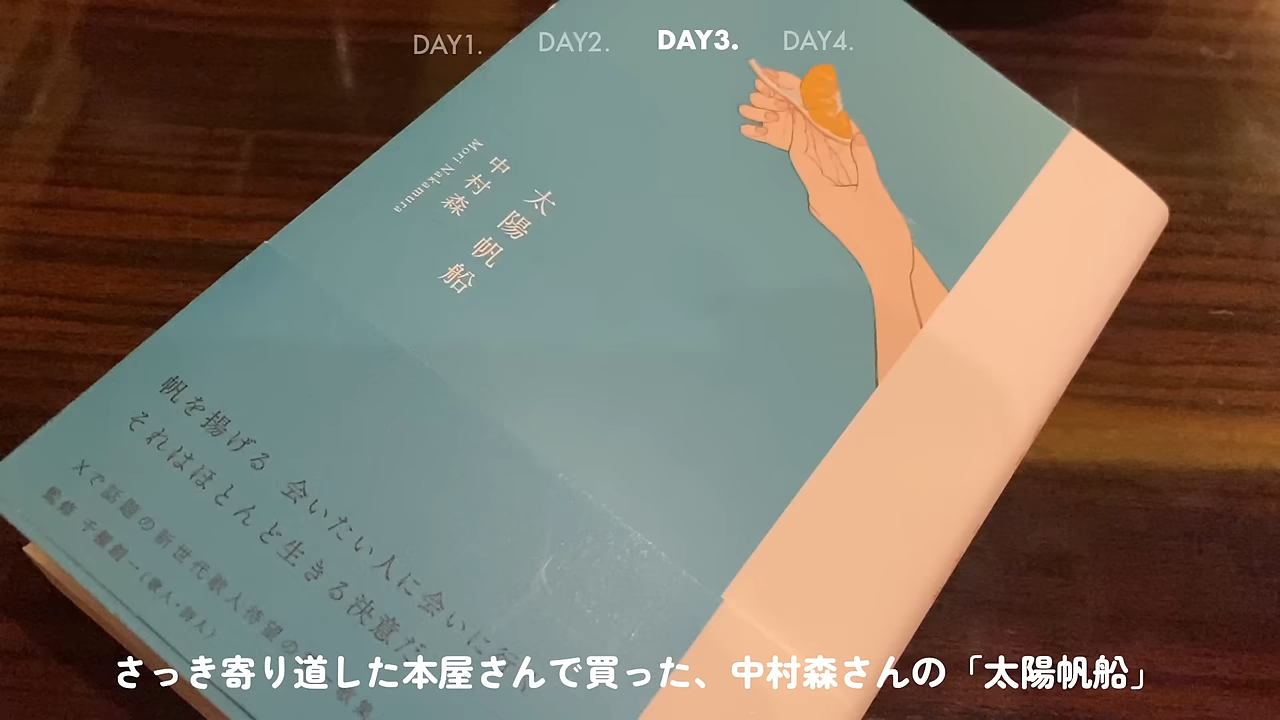 DAY1. DAY2. DAY3. DAY4.
太陽帆船
中村森
Mori Nakamura
帆を揚げる 会いたい人に会いに
それはほとんど生きる決意だ
Xで話題の新世代歌人待望の
監修 千種創一(歌人・詩人)
さっき寄り道した本屋さんで買った、中村森さんの「太陽帆船」